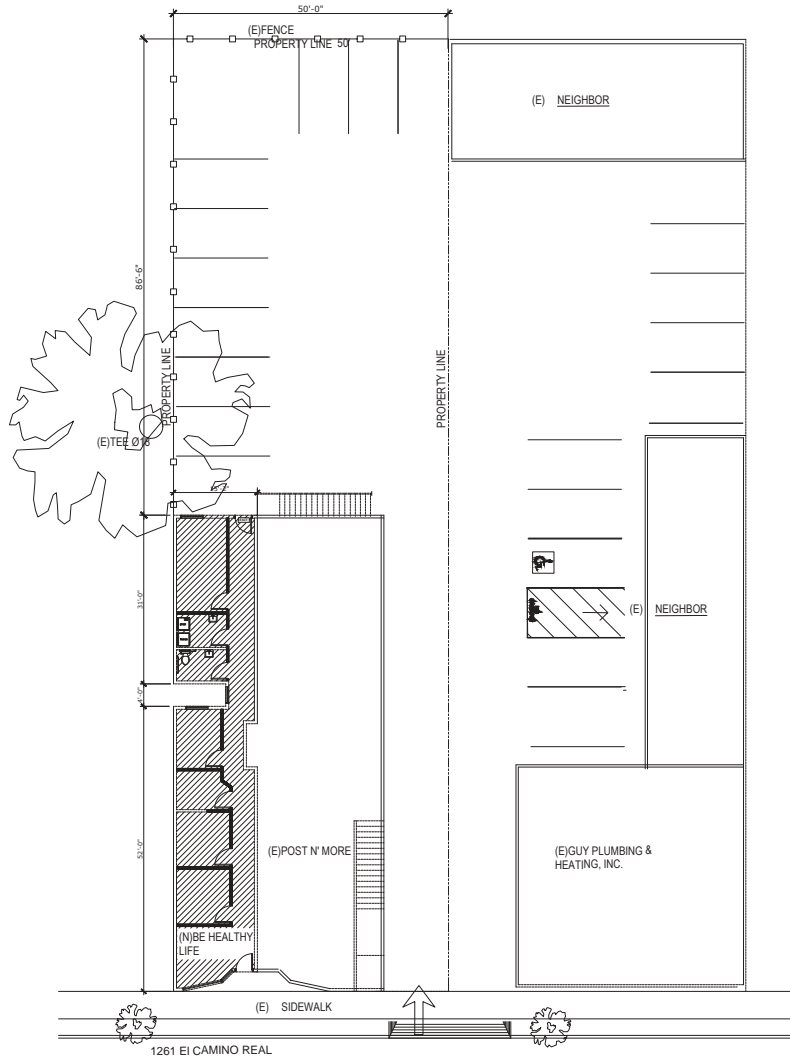 50'-0"
(E)FENCE
PROPERTY LINE 50'
(E) NEIGHBOR
86'-6"
PROPERTY LINE
PROPERTY LINE
(E)TEE Ø18
31'-0"
(E) NEIGHBOR
4'-0"
52'-0"
(E)POST N' MORE
(E)GUY PLUMBING &
HEATING, INC.
(N)BE HEALTHY
LIFE
(E) SIDEWALK
1261 El CAMINO REAL